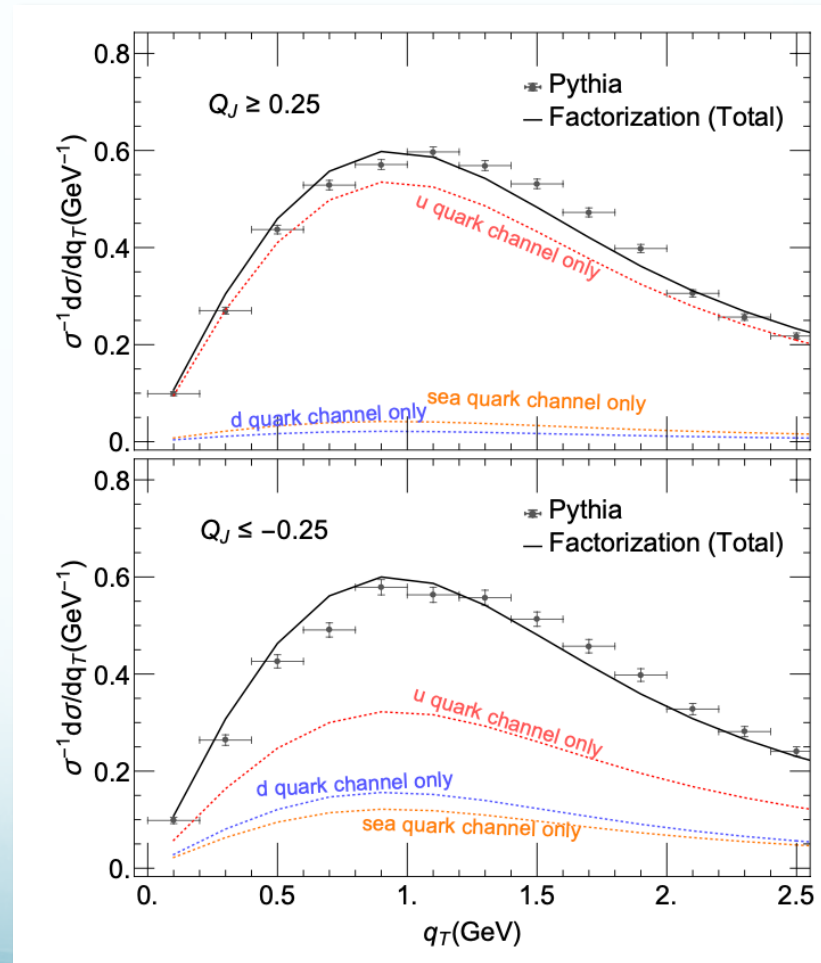 0.8
Q_J ≥ 0.25
Pythia
Factorization (Total)
0.6
u quark channel only
σ⁻¹dσ/dq_T(GeV⁻¹)
0.4
0.2
sea quark channel only
d quark channel only
0.
0.8
Q_J ≤ −0.25
Pythia
Factorization (Total)
0.6
σ⁻¹dσ/dq_T(GeV⁻¹)
0.4
u quark channel only
0.2
d quark channel only
sea quark channel only
0.
0. 0.5 1. 1.5 2. 2.5
q_T(GeV)